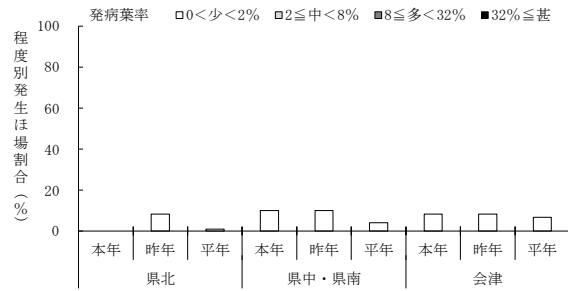 発病葉率 □0＜少＜2% □2≦中＜8% ■8≦多＜32% ■32%≦甚
程度別発生ほ場割合（%）
100
80
60
40
20
0
本年 昨年 平年 本年 昨年 平年 本年 昨年 平年
県北 県中・県南 会津